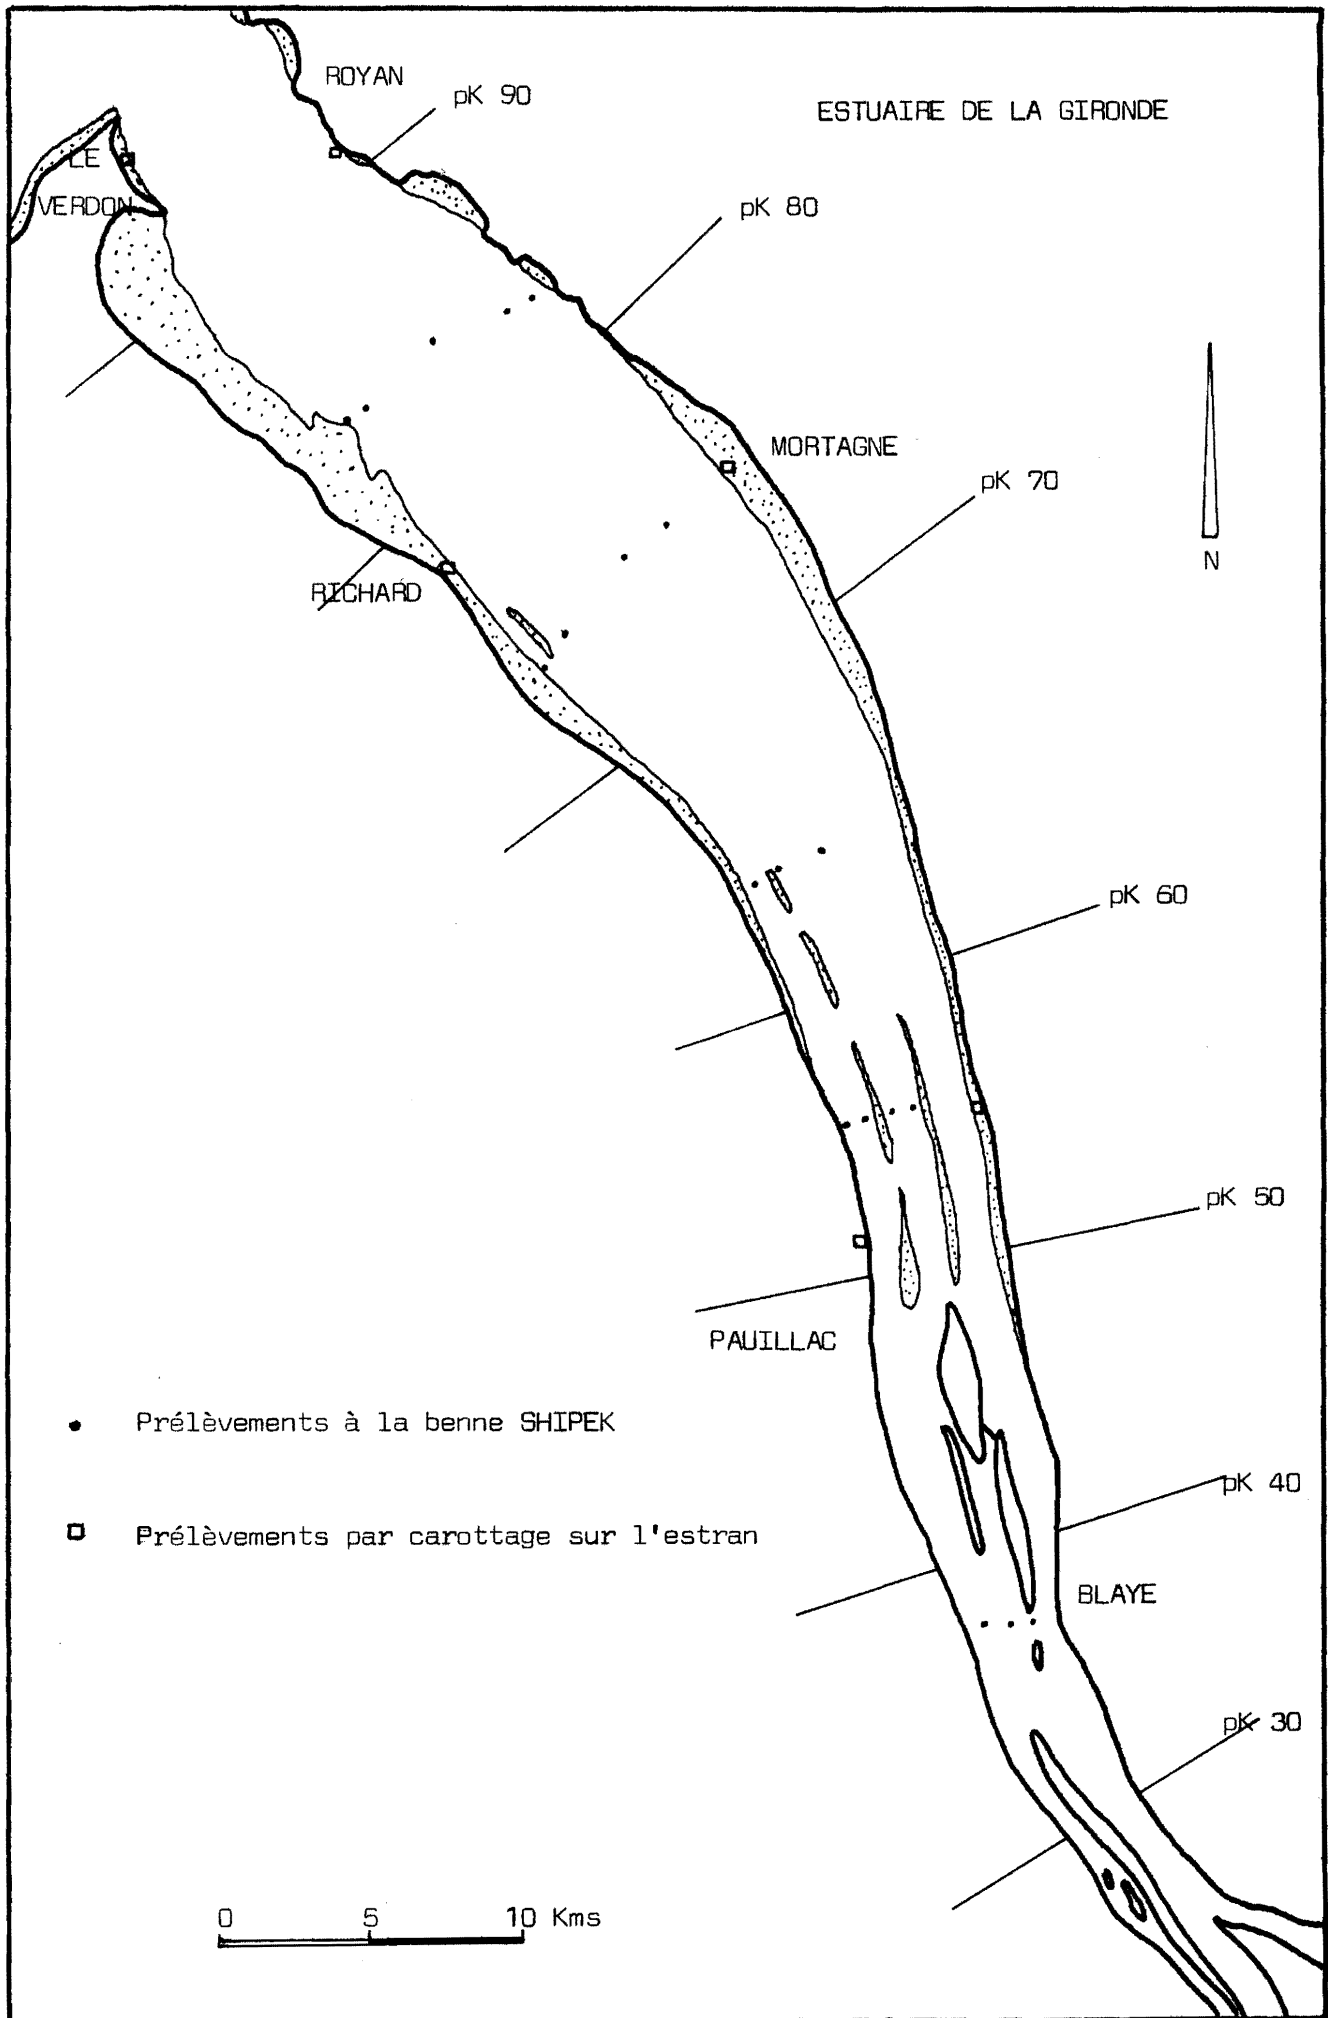 ROYAN
pK 90
ESTUAIRE DE LA GIRONDE
LE
VERDON
pK 80
MORTAGNE
pK 70
N
RICHARD
pK 60
pK 50
PAUILLAC
Prélèvements à la benne SHIPEK
pK 40
Prélèvements par carottage sur l'estran
BLAYE
pK 30
0 5 10 Kms